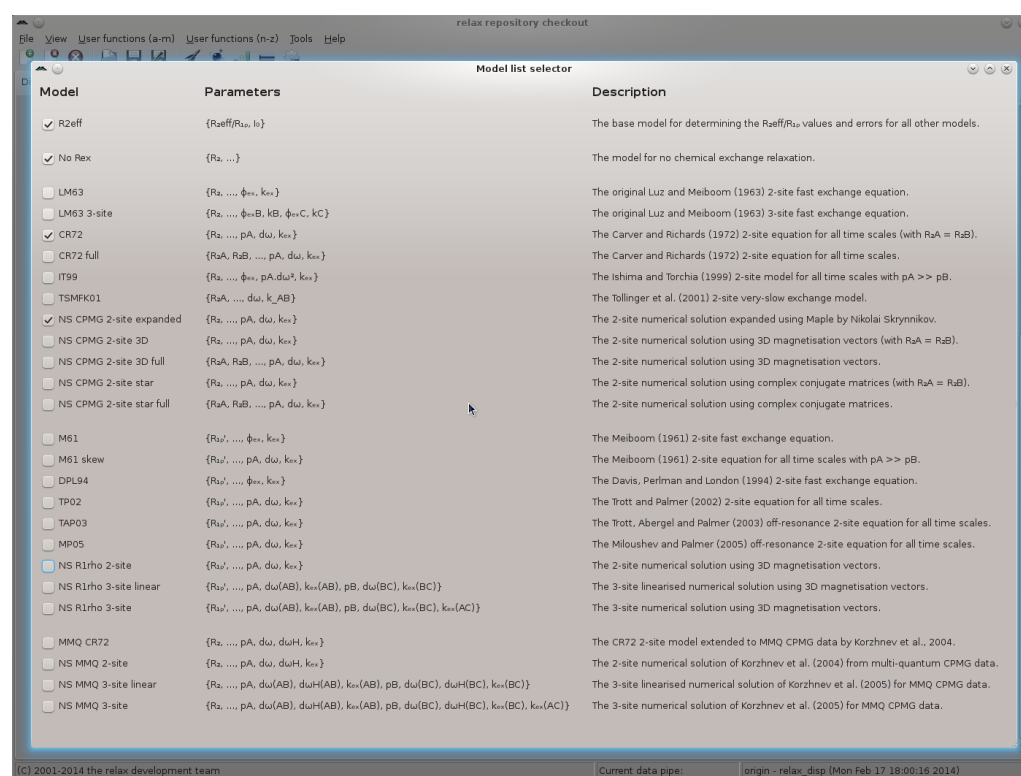 relax repository checkout
File View User functions (a-m) User functions (n-z) Tools Help
Model list selector
Model Parameters Description
R2eff {R₂eff/R₁ᵨ, I₀} The base model for determining the R₂eff/R₁ᵨ values and errors for all other models.
No Rex {R₂, ...} The model for no chemical exchange relaxation.
LM63 {R₂, ..., ϕₑₓ, kₑₓ} The original Luz and Meiboom (1963) 2-site fast exchange equation.
LM63 3-site {R₂, ..., ϕₑₓB, kB, ϕₑₓC, kC} The original Luz and Meiboom (1963) 3-site fast exchange equation.
CR72 {R₂, ..., pA, dω, kₑₓ} The Carver and Richards (1972) 2-site equation for all time scales (with R₂A = R₂B).
CR72 full {R₂A, R₂B, ..., pA, dω, kₑₓ} The Carver and Richards (1972) 2-site equation for all time scales.
IT99 {R₂, ..., ϕₑₓ, pA.dω², kₑₓ} The Ishima and Torchia (1999) 2-site model for all time scales with pA >> pB.
TSMFK01 {R₂A, ..., dω, k_AB} The Tollinger et al. (2001) 2-site very-slow exchange model.
NS CPMG 2-site expanded {R₂, ..., pA, dω, kₑₓ} The 2-site numerical solution expanded using Maple by Nikolai Skrynnikov.
NS CPMG 2-site 3D {R₂, ..., pA, dω, kₑₓ} The 2-site numerical solution using 3D magnetisation vectors (with R₂A = R₂B).
NS CPMG 2-site 3D full {R₂A, R₂B, ..., pA, dω, kₑₓ} The 2-site numerical solution using 3D magnetisation vectors.
NS CPMG 2-site star {R₂, ..., pA, dω, kₑₓ} The 2-site numerical solution using complex conjugate matrices (with R₂A = R₂B).
NS CPMG 2-site star full {R₂A, R₂B, ..., pA, dω, kₑₓ} The 2-site numerical solution using complex conjugate matrices.
M61 {R₁ᵨ', ..., ϕₑₓ, kₑₓ} The Meiboom (1961) 2-site fast exchange equation.
M61 skew {R₁ᵨ', ..., pA, dω, kₑₓ} The Meiboom (1961) 2-site equation for all time scales with pA >> pB.
DPL94 {R₁ᵨ', ..., ϕₑₓ, kₑₓ} The Davis, Perlman and London (1994) 2-site fast exchange equation.
TP02 {R₁ᵨ', ..., pA, dω, kₑₓ} The Trott and Palmer (2002) 2-site equation for all time scales.
TAP03 {R₁ᵨ', ..., pA, dω, kₑₓ} The Trott, Abergel and Palmer (2003) off-resonance 2-site equation for all time scales.
MP05 {R₁ᵨ', ..., pA, dω, kₑₓ} The Miloushev and Palmer (2005) off-resonance 2-site equation for all time scales.
NS R1rho 2-site {R₁ᵨ', ..., pA, dω, kₑₓ} The 2-site numerical solution using 3D magnetisation vectors.
NS R1rho 3-site linear {R₁ᵨ', ..., pA, dω(AB), kₑₓ(AB), pB, dω(BC), kₑₓ(BC)} The 3-site linearised numerical solution using 3D magnetisation vectors.
NS R1rho 3-site {R₁ᵨ', ..., pA, dω(AB), kₑₓ(AB), pB, dω(BC), kₑₓ(BC), kₑₓ(AC)} The 3-site numerical solution using 3D magnetisation vectors.
MMQ CR72 {R₂, ..., pA, dω, dωH, kₑₓ} The CR72 2-site model extended to MMQ CPMG data by Korzhnev et al., 2004.
NS MMQ 2-site {R₂, ..., pA, dω, dωH, kₑₓ} The 2-site numerical solution of Korzhnev et al. (2004) from multi-quantum CPMG data.
NS MMQ 3-site linear {R₂, ..., pA, dω(AB), dωH(AB), kₑₓ(AB), pB, dω(BC), dωH(BC), kₑₓ(BC)} The 3-site linearised numerical solution of Korzhnev et al. (2005) for MMQ CPMG data.
NS MMQ 3-site {R₂, ..., pA, dω(AB), dωH(AB), kₑₓ(AB), pB, dω(BC), dωH(BC), kₑₓ(BC), kₑₓ(AC)} The 3-site numerical solution of Korzhnev et al. (2005) for MMQ CPMG data.
(C) 2001-2014 the relax development team Current data pipe: origin - relax_disp (Mon Feb 17 18:00:16 2014)